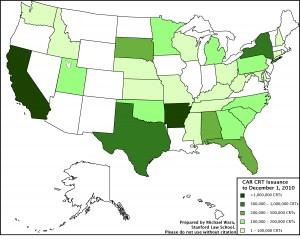 CAR CRT Issuance
to December 1, 2010
>1,000,000 CRTs
500,000 - 1,000,000 CRTs
200,000 - 500,000 CRTs
100,000 - 200,000 CRTs
1 - 100,000 CRTs
Prepared by Michael Wara,
Stanford Law School.
Please do not use without citation.